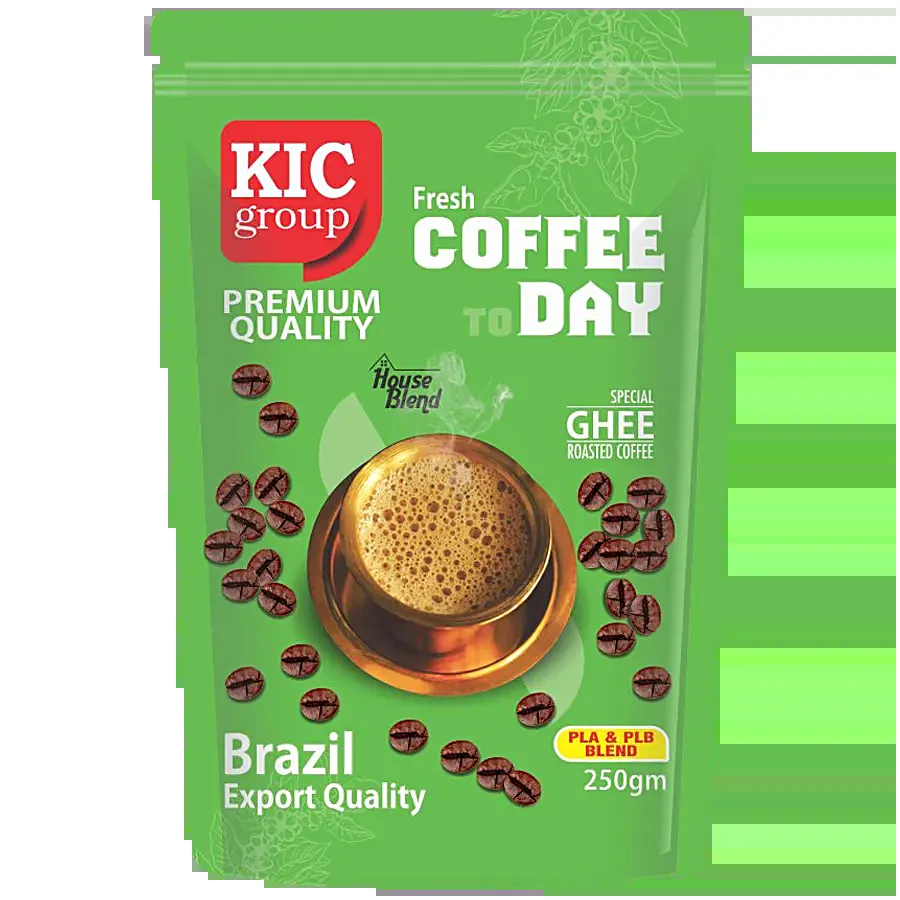 KIC
group
PREMIUM
QUALITY
Fresh
COFFEE
TO DAY
House
Blend
SPECIAL
GHEE
ROASTED COFFEE
Brazil
Export Quality
PLA & PLB
BLEND
250gm